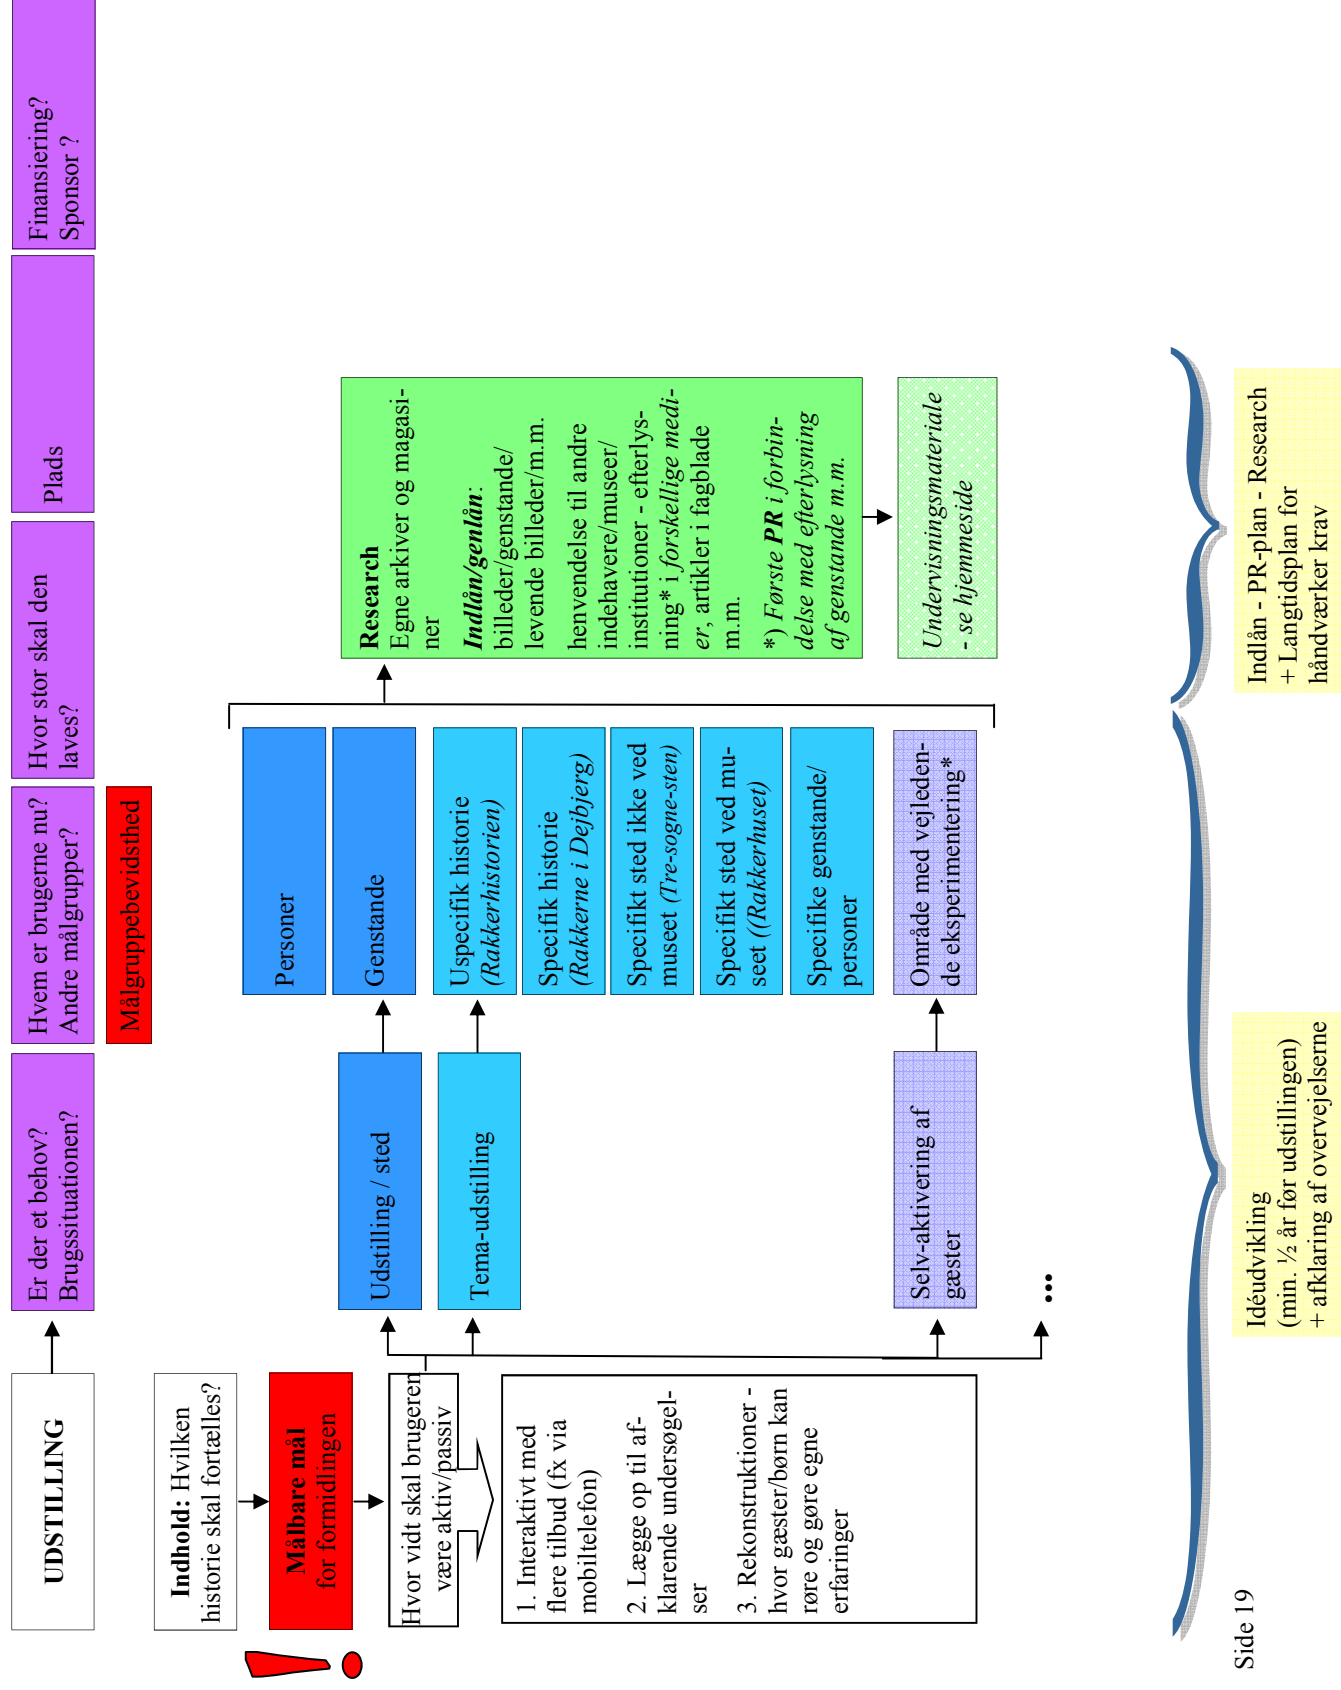 UDSTILLING
Er der et behov?
Brugssituationen?
Hvem er brugerne nu?
Andre målgrupper?
Hvor stor skal den
laves?
Plads
Finansiering?
Sponsor ?
Målgruppebevidsthed
Indhold: Hvilken
historie skal fortælles?
Målbare mål
for formidlingen
Hvor vidt skal brugeren
være aktiv/passiv
1. Interaktivt med
flere tilbud (fx via
mobiltelefon)
2. Lægge op til af-
klarende undersøgel-
ser
3. Rekonstruktioner -
hvor gæster/børn kan
røre og gøre egne
erfaringer
Udstilling / sted
Tema-udstilling
Selv-aktivering af
gæster
...
Personer
Genstande
Uspecifik historie
(Rakkerhistorien)
Specifik historie
(Rakkerne i Dejbjerg)
Specifikt sted ikke ved
museet (Tre-sogne-sten)
Specifikt sted ved mu-
seet ((Rakkerhuset)
Specifike genstande/
personer
Område med vejleden-
de eksperimentering*
Research
Egne arkiver og magasi-
ner
Indlån/genlån:
billeder/genstande/
levende billeder/m.m.
henvendelse til andre
indehavere/museer/
institutioner - efterlys-
ning* i forskellige medi-
er, artikler i fagblade
m.m.
*) Første PR i forbin-
delse med efterlysning
af genstande m.m.
Undervisningsmateriale
- se hjemmeside
Idéudvikling
(min. ½ år før udstillingen)
+ afklaring af overvejelserne
Indlån - PR-plan - Research
+ Langtidsplan for
håndværker krav
Side 19